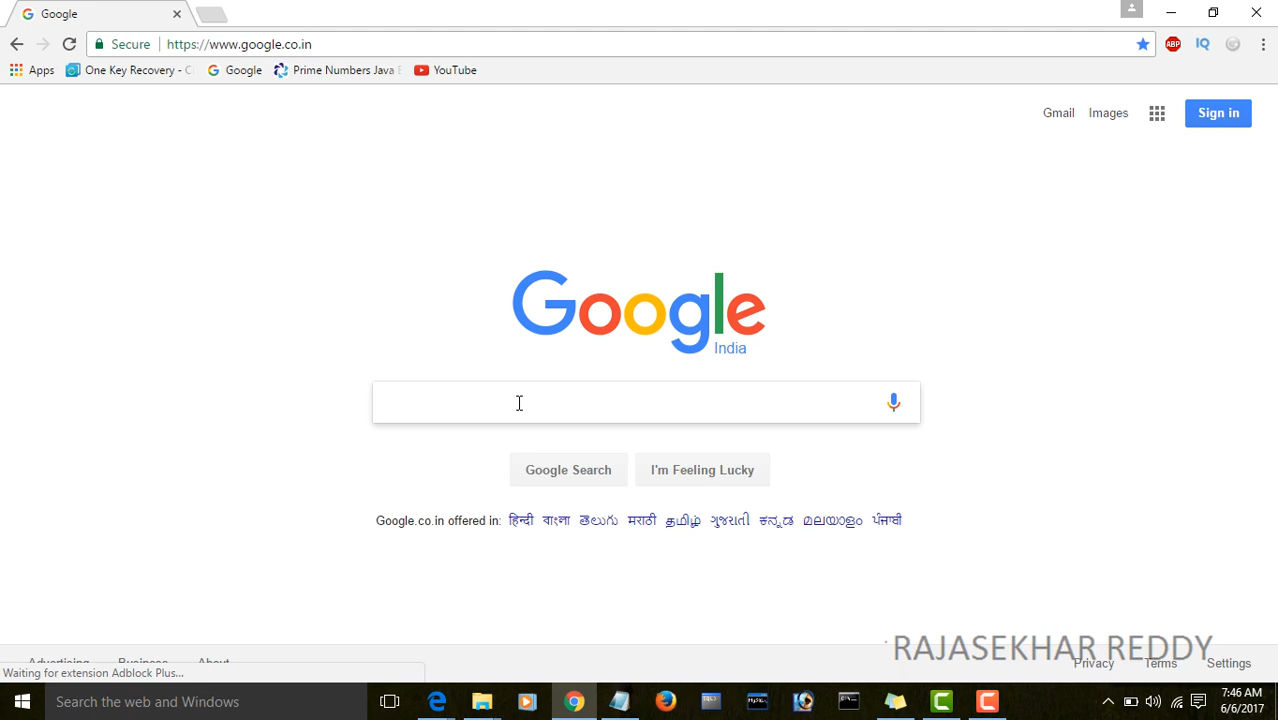 Google
Secure https://www.google.co.in
Apps One Key Recovery - C Google Prime Numbers Java E YouTube
Gmail Images Sign in
Google
India
Google Search I'm Feeling Lucky
Google.co.in offered in: हिन्दी বাংলা తెలుగు मराठी தமிழ் ગુજરાતી ಕನ್ನಡ മലയാളം ਪੰਜਾਬੀ
RAJASEKHAR REDDY
Advertising Business About Privacy Terms Settings
Waiting for extension Adblock Plus...
Search the web and Windows
7:46 AM
6/6/2017
ABP
IQ